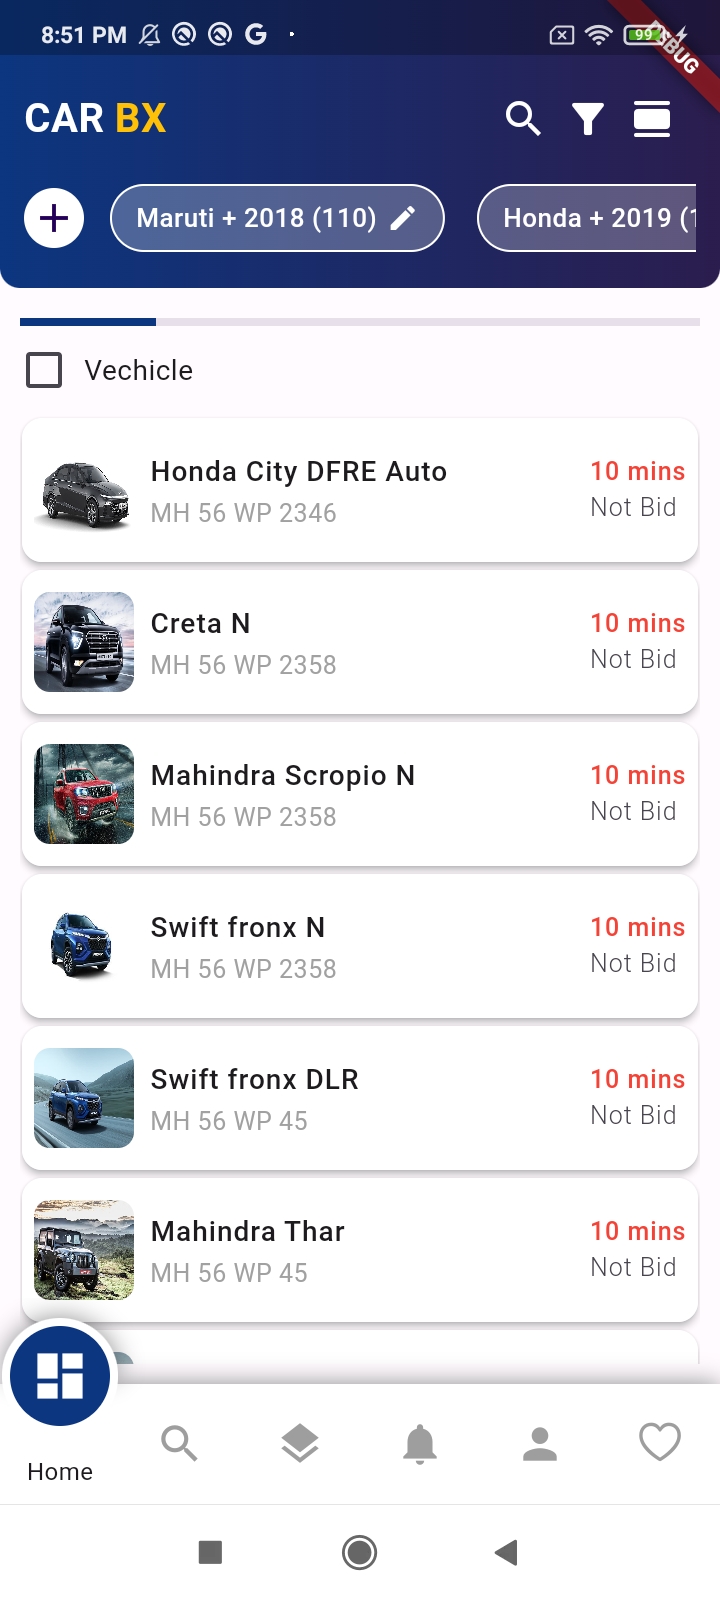 8:51 PM
99
DEBUG
CAR BX
Maruti + 2018 (110)
Honda + 2019 (1
Vechicle
Honda City DFRE Auto
10 mins
MH 56 WP 2346
Not Bid
Creta N
10 mins
MH 56 WP 2358
Not Bid
Mahindra Scropio N
10 mins
MH 56 WP 2358
Not Bid
Swift fronx N
10 mins
MH 56 WP 2358
Not Bid
Swift fronx DLR
10 mins
MH 56 WP 45
Not Bid
Mahindra Thar
10 mins
MH 56 WP 45
Not Bid
Home